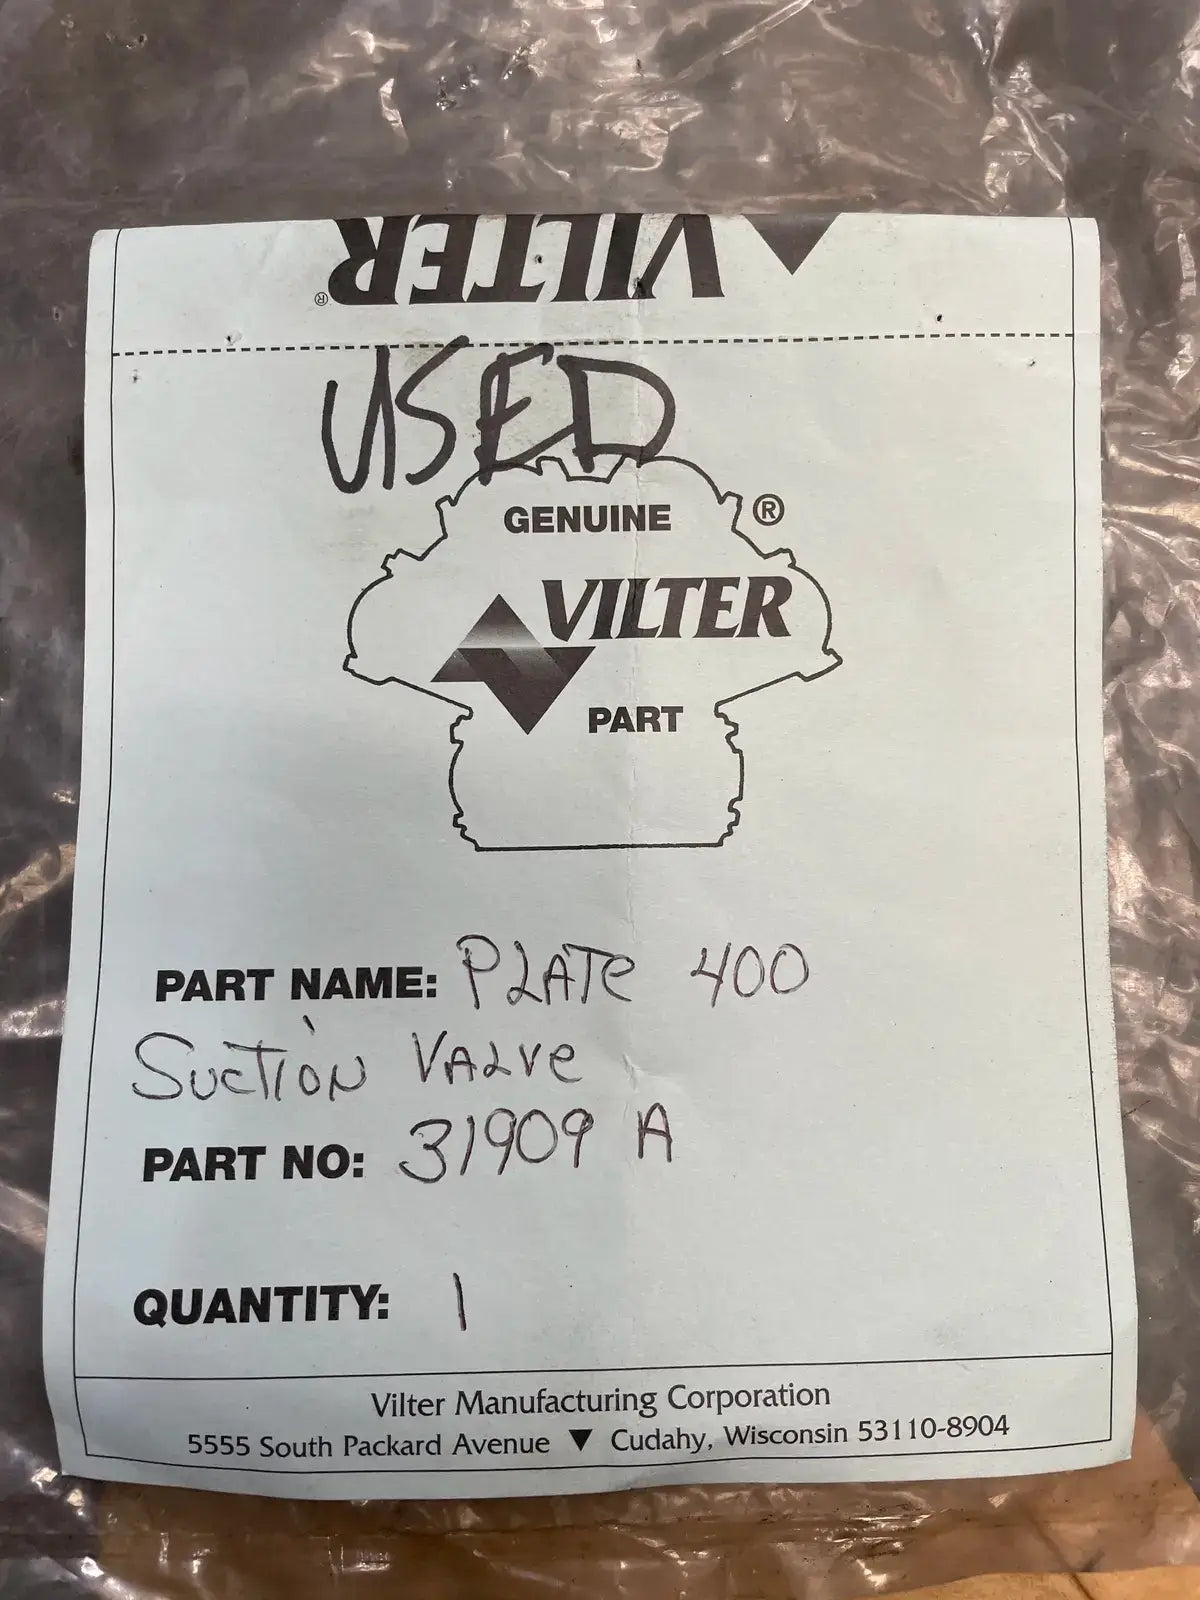 VILTER®
USED
GENUINE ®
VILTER
PART
PART NAME: PLATE 400
SUCTION VALVE
PART NO: 31909 A
QUANTITY: 1
Vilter Manufacturing Corporation
5555 South Packard Avenue ▼ Cudahy, Wisconsin 53110-8904